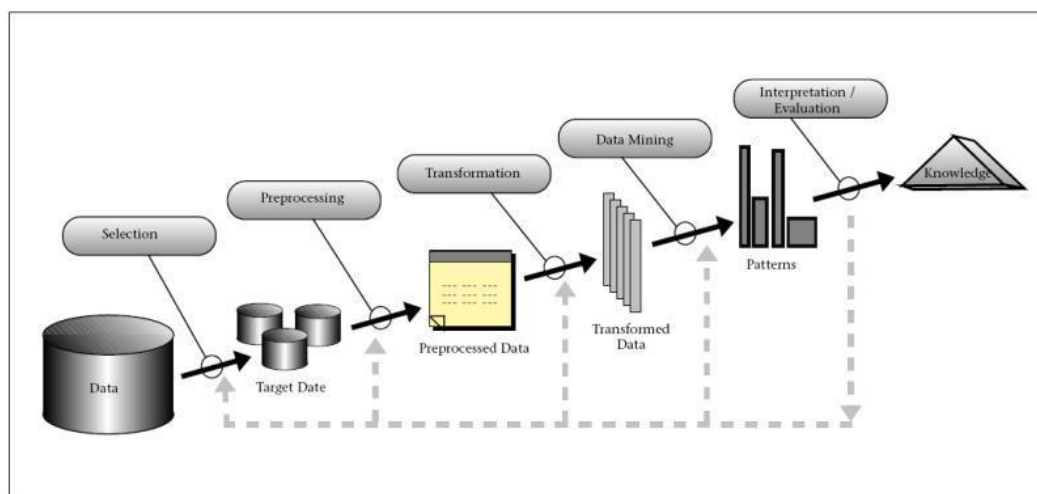 Interpretation /
Evaluation
Data Mining
Transformation
Preprocessing
Selection
Knowledge
Patterns
Transformed
Data
Preprocessed Data
Target Date
Data